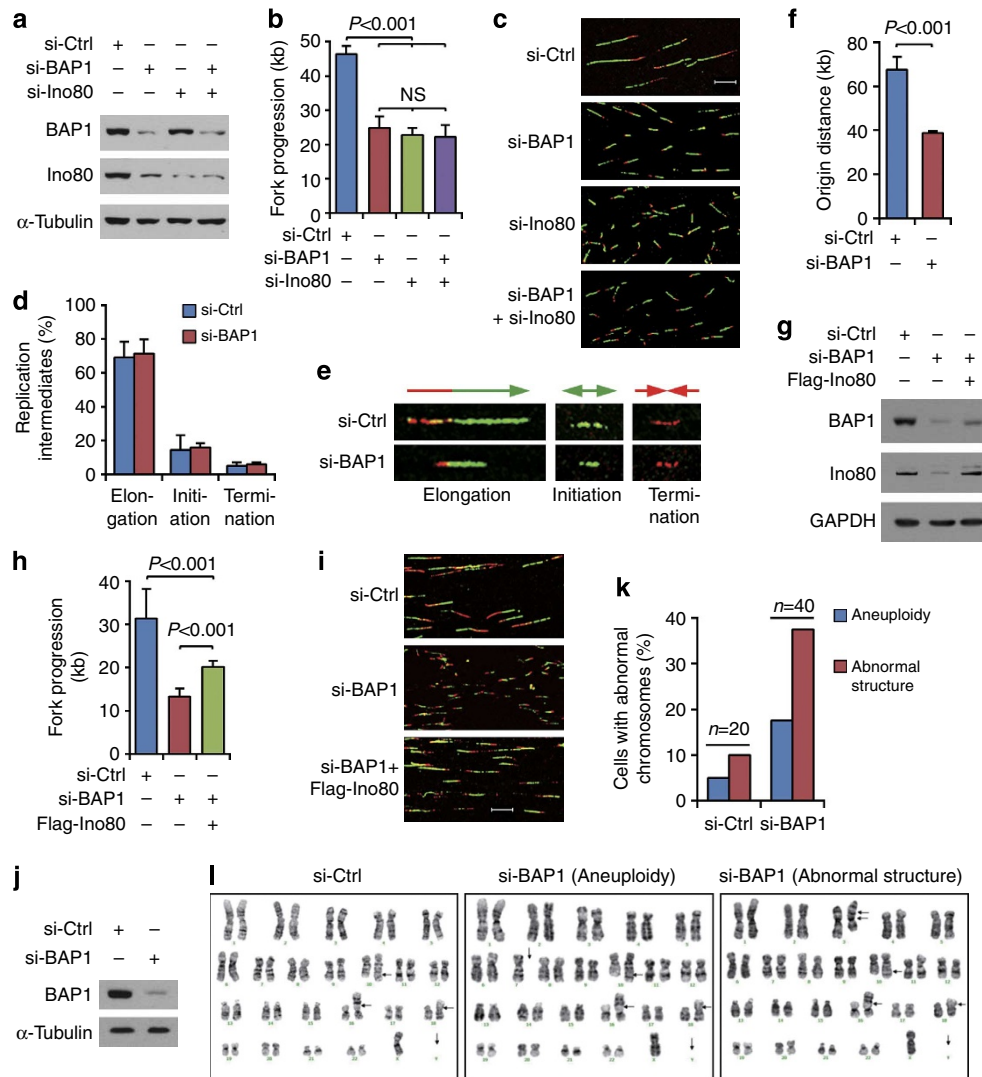 a
si-Ctrl + – – –
si-BAP1 – + – +
si-Ino80 – – + +
BAP1
Ino80
α-Tubulin
b
P<0.001
NS
Fork progression (kb)
50
40
30
20
10
0
si-Ctrl + – – –
si-BAP1 – + – +
si-Ino80 – – + +
c
si-Ctrl
si-BAP1
si-Ino80
si-BAP1
+ si-Ino80
f
P<0.001
Origin distance (kb)
80
60
40
20
0
si-Ctrl + –
si-BAP1 – +
d
Replication
intermediates (%)
100
80
60
40
20
0
si-Ctrl
si-BAP1
Elon-
gation
Initi-
ation
Termi-
nation
e
si-Ctrl
si-BAP1
Elongation
Initiation
Termi-
nation
g
si-Ctrl + – –
si-BAP1 – + +
Flag-Ino80 – – +
BAP1
Ino80
GAPDH
h
P<0.001
P<0.001
Fork progression
(kb)
40
30
20
10
0
si-Ctrl + – –
si-BAP1 – + +
Flag-Ino80 – – +
i
si-Ctrl
si-BAP1
si-BAP1+
Flag-Ino80
k
n=40
n=20
Cells with abnormal
chromosomes (%)
40
30
20
10
0
si-Ctrl si-BAP1
Aneuploidy
Abnormal
structure
j
si-Ctrl + –
si-BAP1 – +
BAP1
α-Tubulin
l
si-Ctrl
si-BAP1 (Aneuploidy)
si-BAP1 (Abnormal structure)